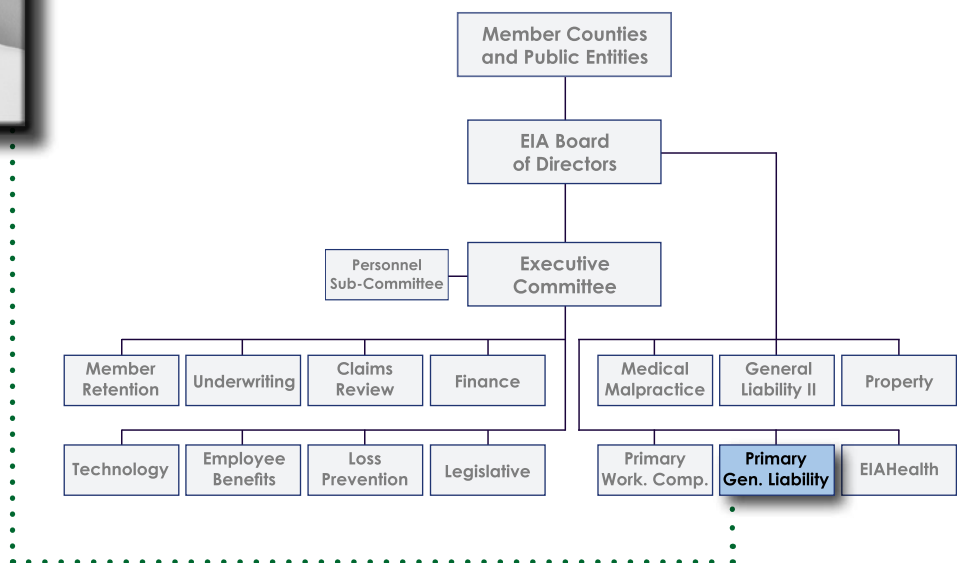 Member Counties
and Public Entities
EIA Board
of Directors
Personnel
Sub-Committee
Executive
Committee
Member
Retention
Underwriting
Claims
Review
Finance
Medical
Malpractice
General
Liability II
Property
Technology
Employee
Benefits
Loss
Prevention
Legislative
Primary
Work. Comp.
Primary
Gen. Liability
EIAHealth